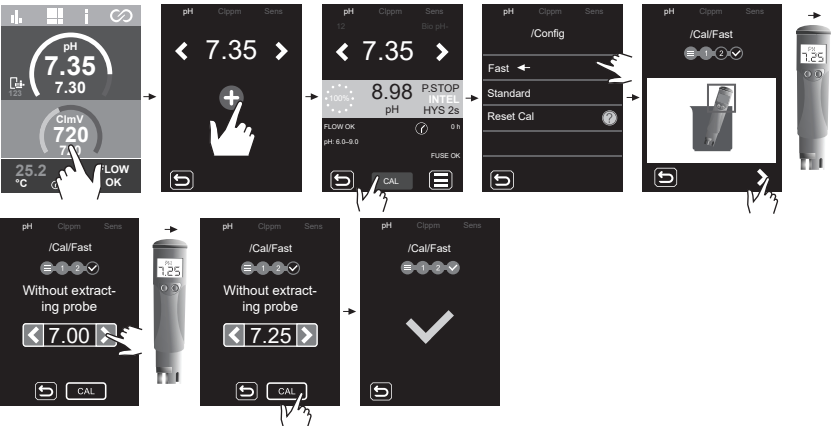 pH
7.35
7.30
123
ClmV
720
25.2
°C
FLOW
OK
pH Clppm Sens
7.35
pH Clppm Sens
12 Bio pH-
7.35
100%
8.98
pH
P.STOP
INTEL
HYS 2s
FLOW OK 0 h
pH: 6.0–9.0
FUSE OK
CAL
pH Clppm Sens
/Config
Fast
Standard
Reset Cal ?
pH Clppm Sens
/Cal/Fast
1 2
PH
7.25
pH Clppm Sens
/Cal/Fast
1 2
Without extract-
ing probe
7.00
CAL
PH
7.25
pH Clppm Sens
/Cal/Fast
1 2
Without extract-
ing probe
7.25
CAL
pH Clppm Sens
/Cal/Fast
1 2